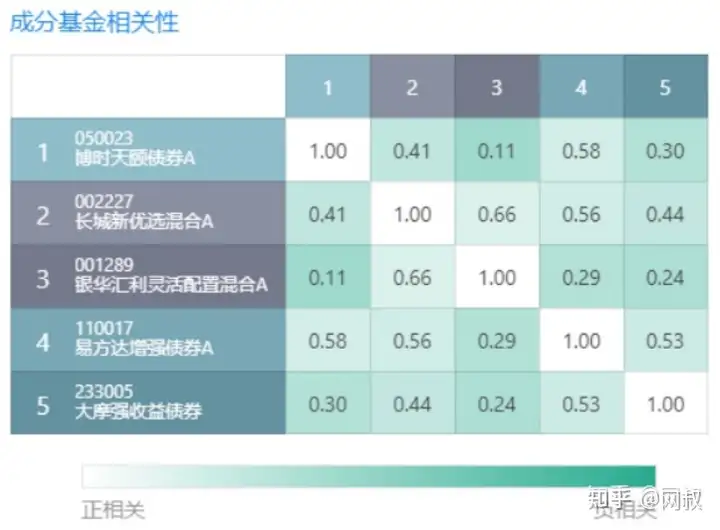 成分基金相关性
1 2 3 4 5
1 050023 博时天颐债券A 1.00 0.41 0.11 0.58 0.30
2 002227 长城新优选混合A 0.41 1.00 0.66 0.56 0.44
3 001289 银华汇利灵活配置混合A 0.11 0.66 1.00 0.29 0.24
4 110017 易方达增强债券A 0.58 0.56 0.29 1.00 0.53
5 233005 大摩强收益债券 0.30 0.44 0.24 0.53 1.00
正相关 负相关
知乎 @网叔